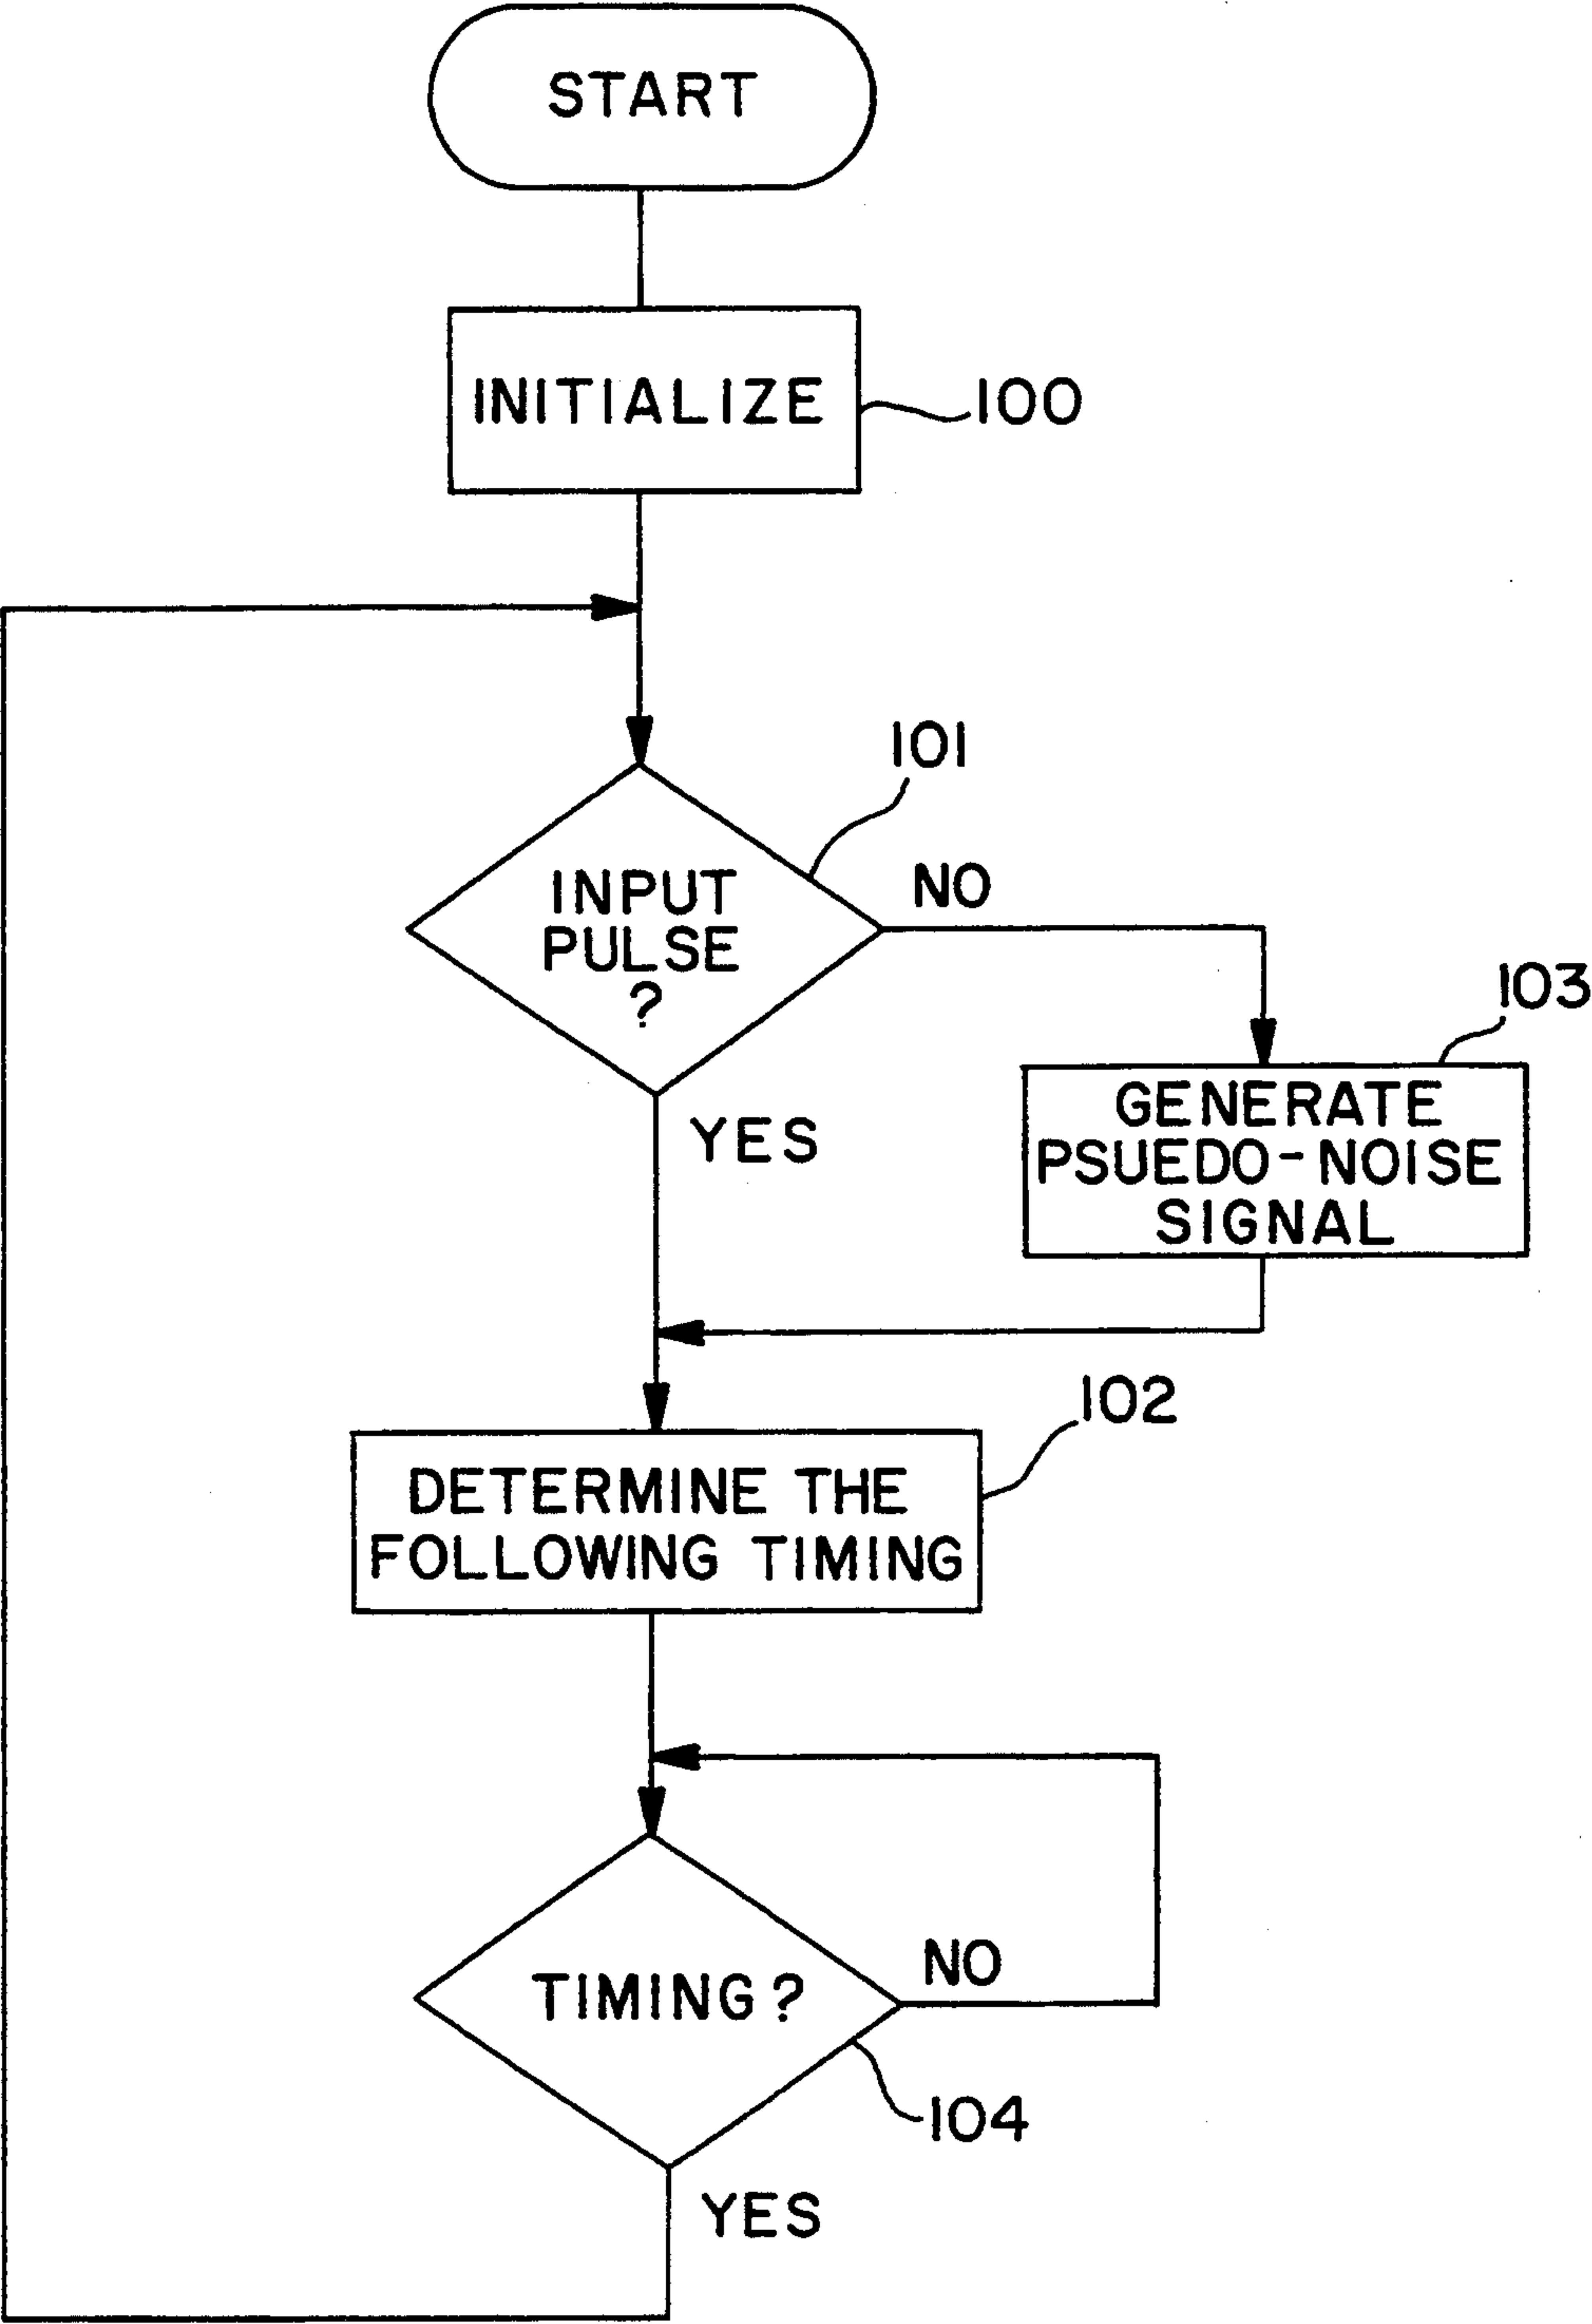 START
INITIALIZE
100
101
INPUT
PULSE
?
NO
YES
103
GENERATE
PSUEDO-NOISE
SIGNAL
102
DETERMINE THE
FOLLOWING TIMING
TIMING?
NO
104
YES